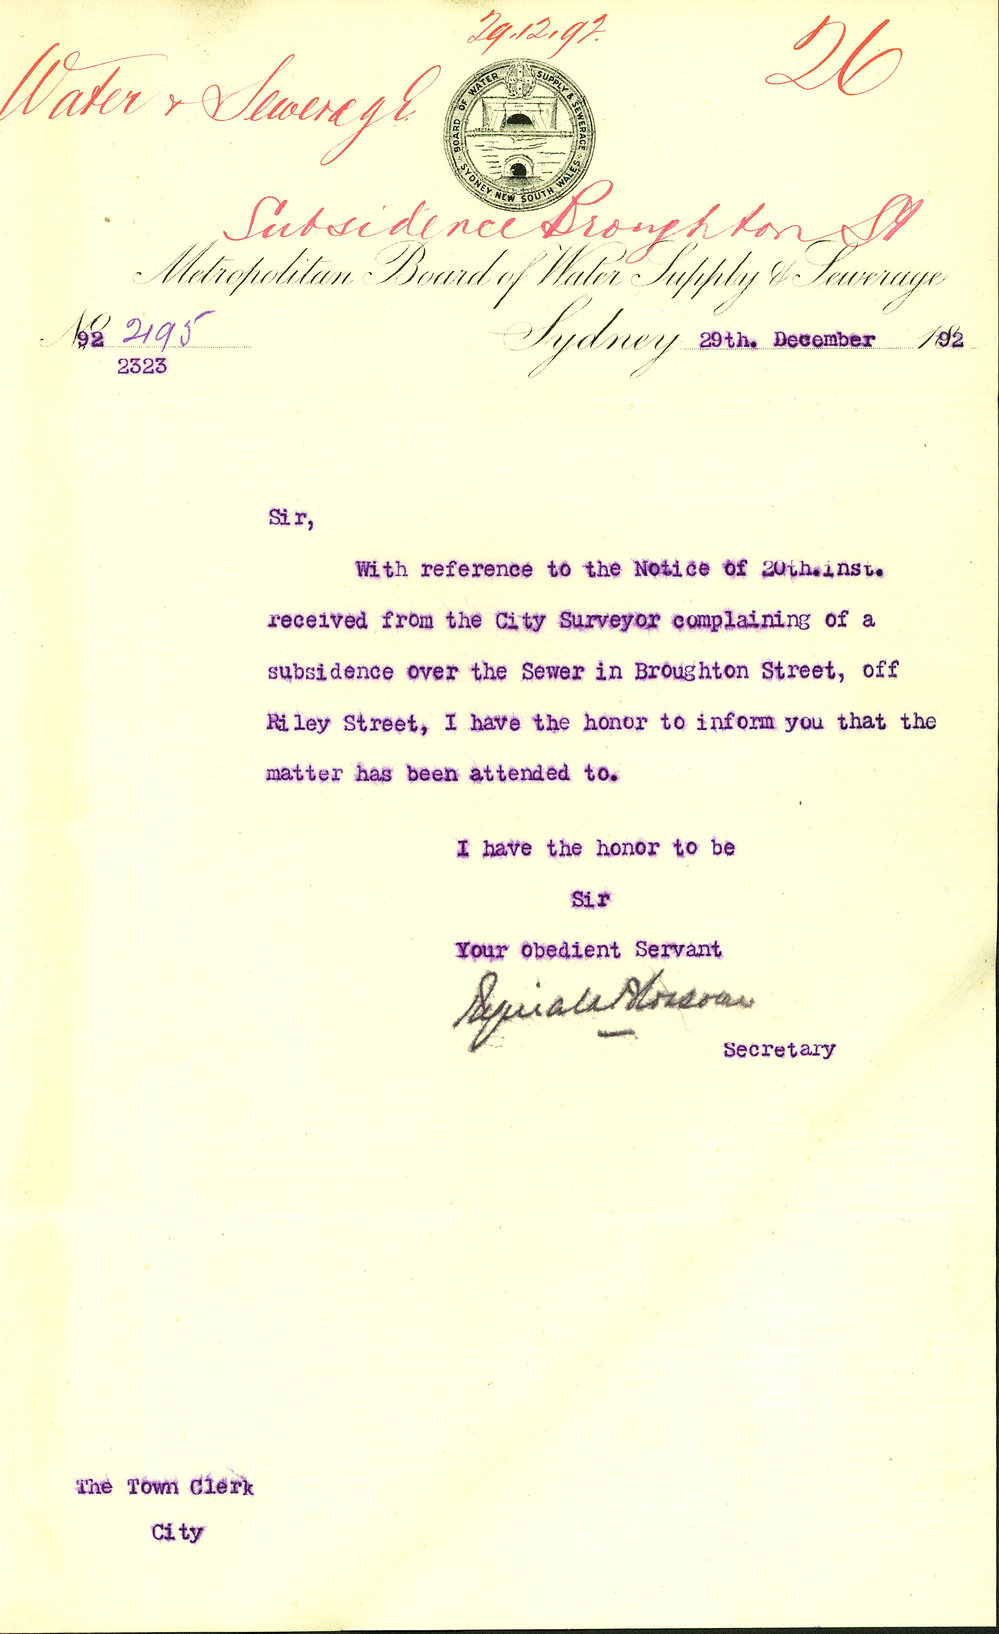 29.12.92.
26
Water & Sewerage
BOARD OF WATER SUPPLY & SEWERAGE
SYDNEY NEW SOUTH WALES
Subsidence Broughton St
Metropolitan Board of Water Supply & Sewerage
No 92 2195
2323
Sydney 29th. December 1892
Sir,
With reference to the Notice of 20th.inst.
received from the City Surveyor complaining of a
subsidence over the Sewer in Broughton Street, off
Riley Street, I have the honor to inform you that the
matter has been attended to.
I have the honor to be
Sir
Your obedient Servant
Secretary
The Town Clerk
City